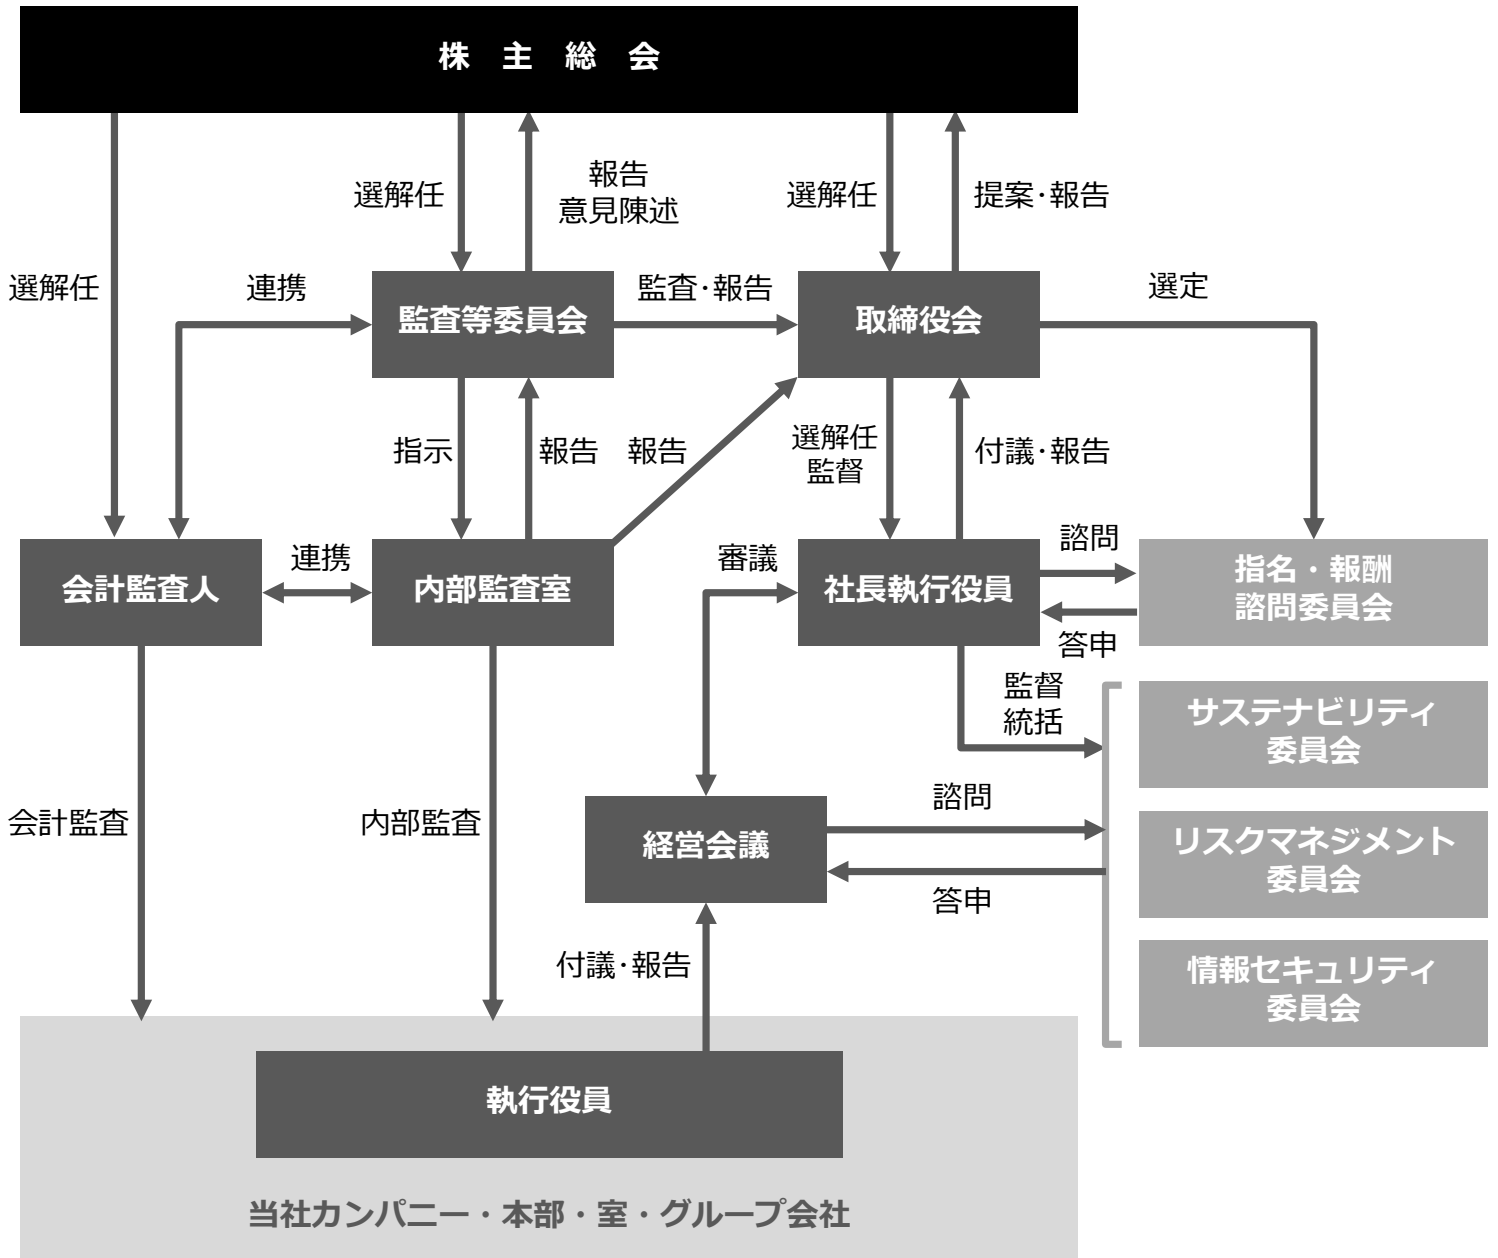 株 主 総 会
選解任
選解任
報告
意見陳述
選解任
提案・報告
連携
監査等委員会
監査・報告
取締役会
選定
指示
報告
報告
選解任
監督
付議・報告
会計監査人
連携
内部監査室
審議
社長執行役員
諮問
答申
指名・報酬
諮問委員会
監督
統括
サステナビリティ
委員会
会計監査
内部監査
経営会議
諮問
答申
リスクマネジメント
委員会
付議・報告
情報セキュリティ
委員会
執行役員
当社カンパニー・本部・室・グループ会社